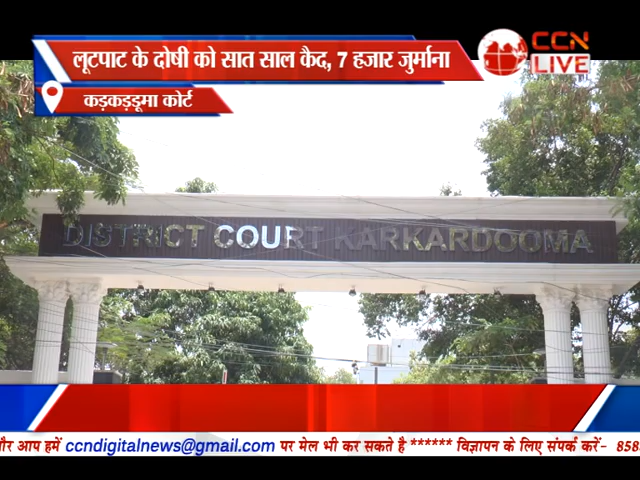 लूटपाट के दोषी को सात साल कैद, 7 हजार जुर्माना
CCN
LIVE
कड़कड़डूमा कोर्ट
DISTRICT COURT KARKARDOOMA
और आप हमें ccndigitalnews@gmail.com पर मेल भी कर सकते है ****** विज्ञापन के लिए संपर्क करें- 858